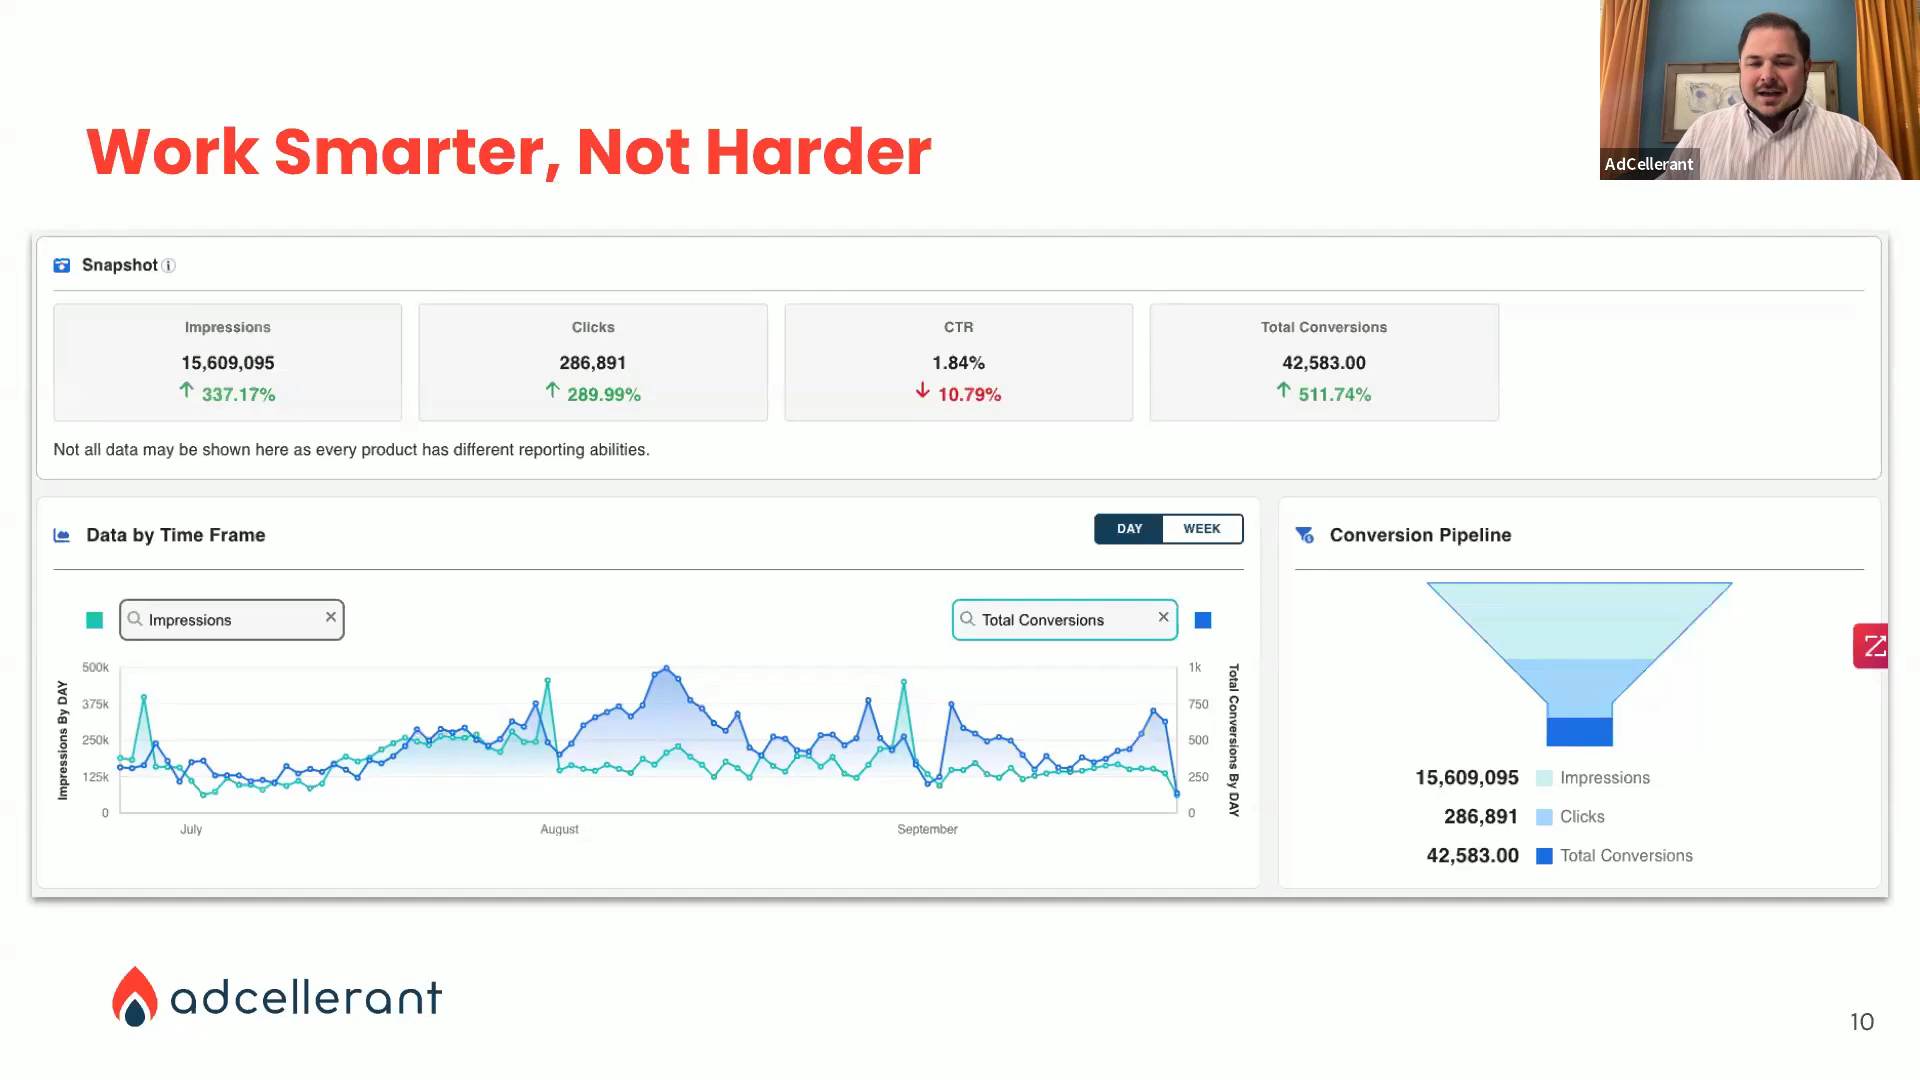 Work Smarter, Not Harder
AdCellerant
Snapshot
Impressions
15,609,095
337.17%
Clicks
286,891
289.99%
CTR
1.84%
10.79%
Total Conversions
42,583.00
511.74%
Not all data may be shown here as every product has different reporting abilities.
Data by Time Frame
DAY
WEEK
Impressions
Total Conversions
Impressions By DAY
500k
375k
250k
125k
0
July
August
September
1k
750
500
250
0
Total Conversions By DAY
Conversion Pipeline
15,609,095 Impressions
286,891 Clicks
42,583.00 Total Conversions
adcellerant
10